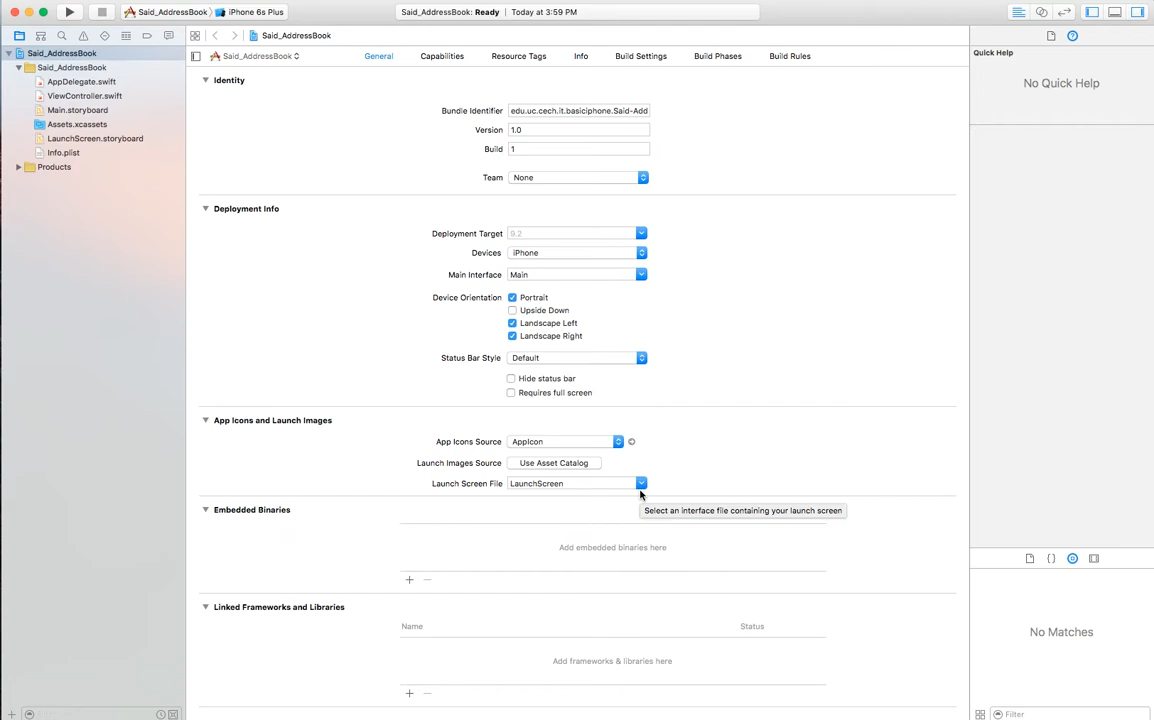 Said_AddressBook iPhone 6s Plus
Said_AddressBook: Ready Today at 3:59 PM
Said_AddressBook
Said_AddressBook
AppDelegate.swift
ViewController.swift
Main.storyboard
Assets.xcassets
LaunchScreen.storyboard
Info.plist
Products
Said_AddressBook
Said_AddressBook General Capabilities Resource Tags Info Build Settings Build Phases Build Rules
Identity
Bundle Identifier edu.uc.cech.it.basiciphone.Said-Add
Version 1.0
Build 1
Team None
Deployment Info
Deployment Target 9.2
Devices iPhone
Main Interface Main
Device Orientation Portrait
Upside Down
Landscape Left
Landscape Right
Status Bar Style Default
Hide status bar
Requires full screen
App Icons and Launch Images
App Icons Source AppIcon
Launch Images Source Use Asset Catalog
Launch Screen File LaunchScreen
Select an interface file containing your launch screen
Embedded Binaries
Add embedded binaries here
Linked Frameworks and Libraries
Name Status
Add frameworks & libraries here
Quick Help
No Quick Help
No Matches
Filter